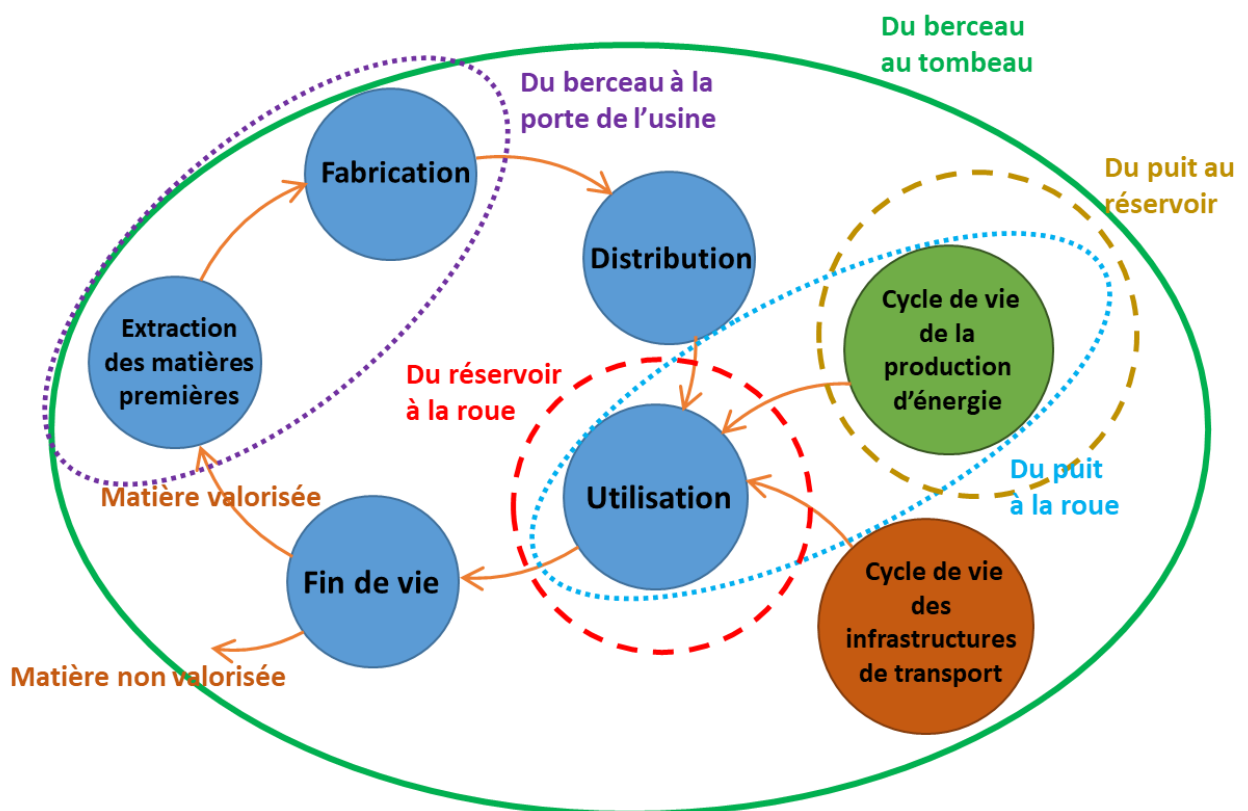 Du berceau
au tombeau
Du berceau à la
porte de l'usine
Fabrication
Du puit au
réservoir
Distribution
Cycle de vie
de la
production
d'énergie
Extraction
des matières
premières
Du réservoir
à la roue
Du puit
à la roue
Utilisation
Matière valorisée
Fin de vie
Cycle de vie
des
infrastructures
de transport
Matière non valorisée